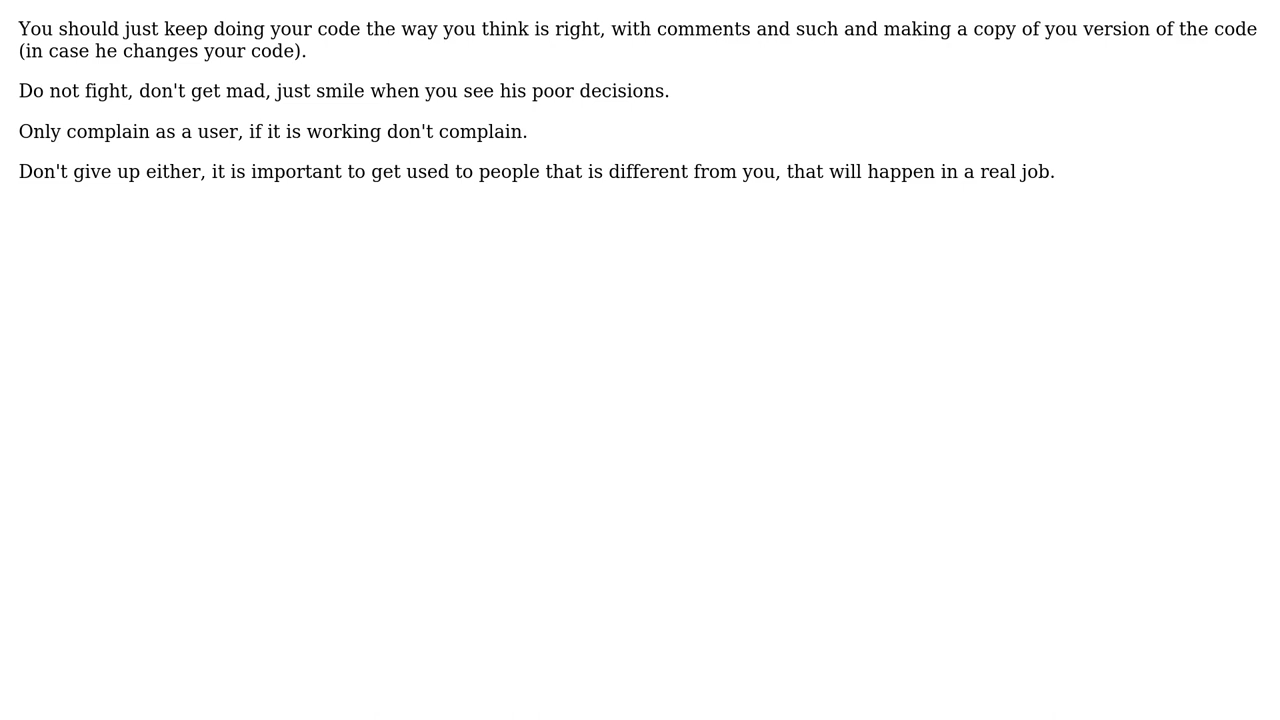 You should just keep doing your code the way you think is right, with comments and such and making a copy of you version of the code
(in case he changes your code).
Do not fight, don't get mad, just smile when you see his poor decisions.
Only complain as a user, if it is working don't complain.
Don't give up either, it is important to get used to people that is different from you, that will happen in a real job.